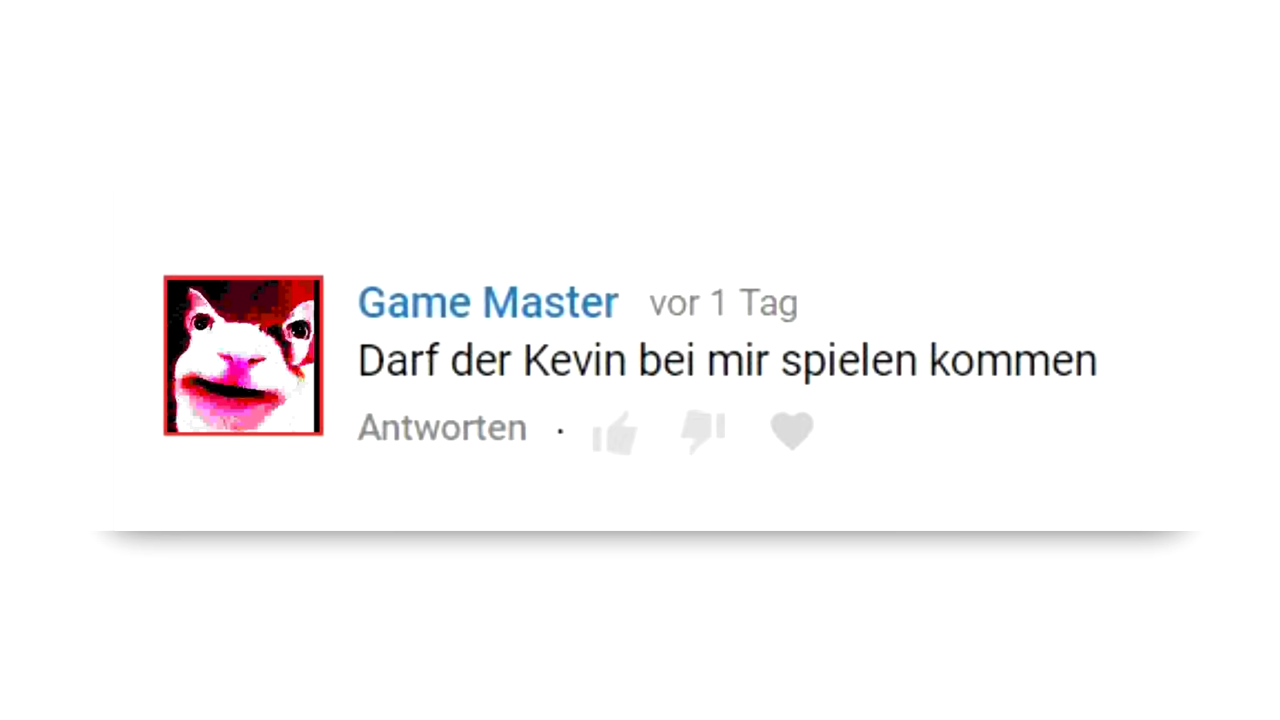 Game Master vor 1 Tag
Darf der Kevin bei mir spielen kommen
Antworten ·